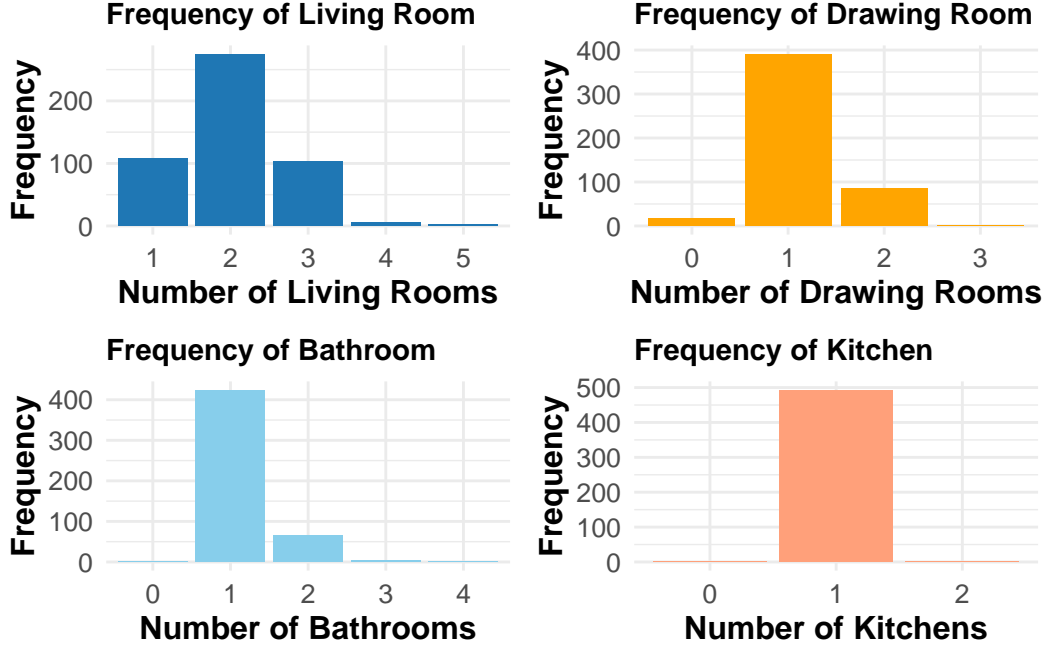 Frequency of Living Room
Frequency
200
100
0
1 2 3 4 5
Number of Living Rooms
Frequency of Drawing Room
Frequency
400
300
200
100
0
0 1 2 3
Number of Drawing Rooms
Frequency of Bathroom
Frequency
400
300
200
100
0
0 1 2 3 4
Number of Bathrooms
Frequency of Kitchen
Frequency
500
400
300
200
100
0
0 1 2
Number of Kitchens